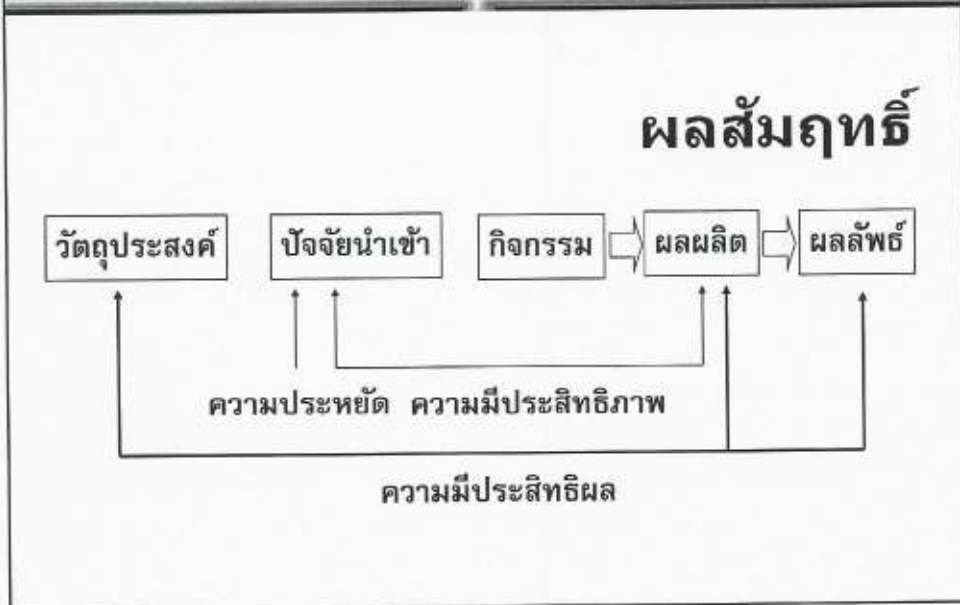 ผลสัมฤทธิ์
วัตถุประสงค์ ปัจจัยนำเข้า กิจกรรม ผลผลิต ผลลัพธ์
ความประหยัด ความมีประสิทธิภาพ
ความมีประสิทธิผล